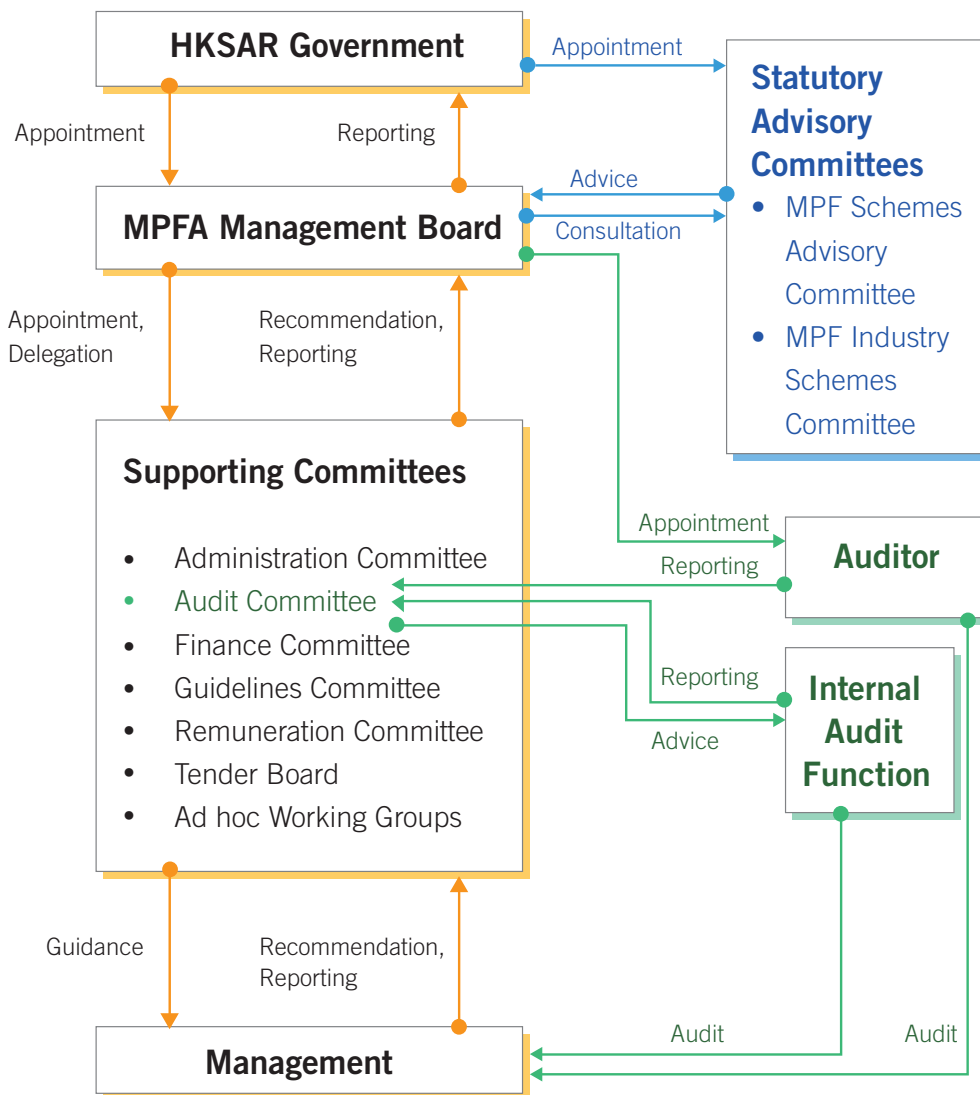 HKSAR Government
Appointment
Statutory
Advisory
Committees
• MPF Schemes
Advisory
Committee
• MPF Industry
Schemes
Committee
Appointment
Reporting
Advice
MPFA Management Board
Consultation
Appointment,
Delegation
Recommendation,
Reporting
Supporting Committees
• Administration Committee
• Audit Committee
• Finance Committee
• Guidelines Committee
• Remuneration Committee
• Tender Board
• Ad hoc Working Groups
Appointment
Reporting
Auditor
Reporting
Advice
Internal
Audit
Function
Guidance
Recommendation,
Reporting
Audit
Audit
Management